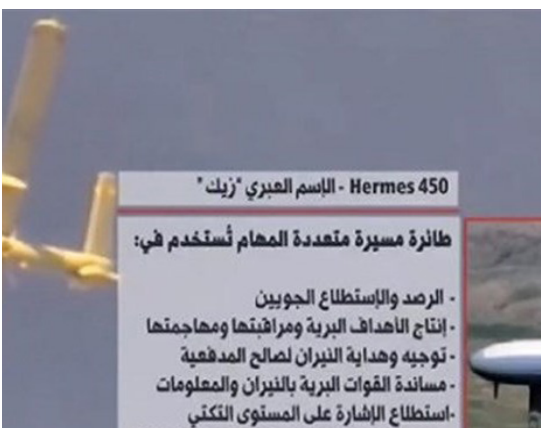 Hermes 450 - الإسم العبري "زيك"
طائرة مسيرة متعددة المهام تُستخدم في:
- الرصد والإستطلاع الجويين
- إنتاج الأهداف البرية ومراقبتها ومهاجمتها
- توجيه وهداية النيران لصالح المدفعية
- مساندة القوات البرية بالنيران والمعلومات
-استطلاع الإشارة على المستوى التكتي